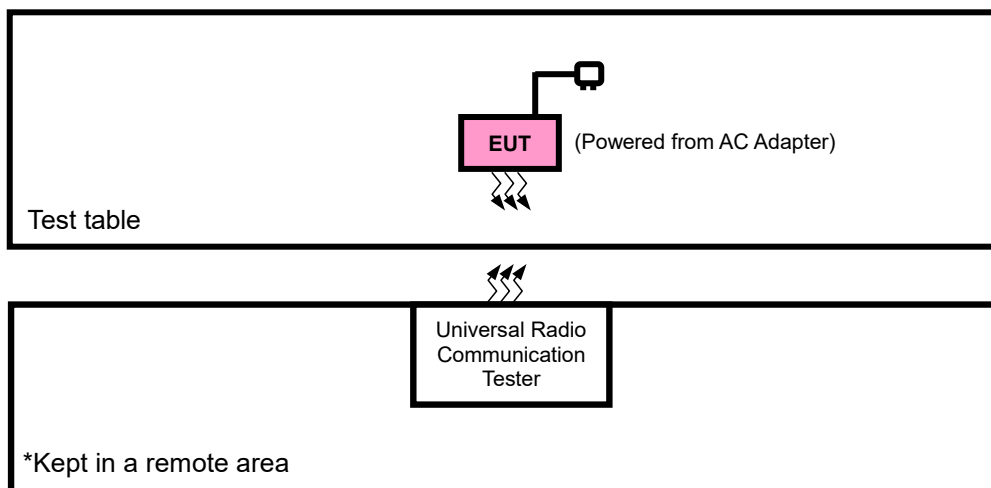 EUT
(Powered from AC Adapter)
Test table
Universal Radio
Communication
Tester
*Kept in a remote area